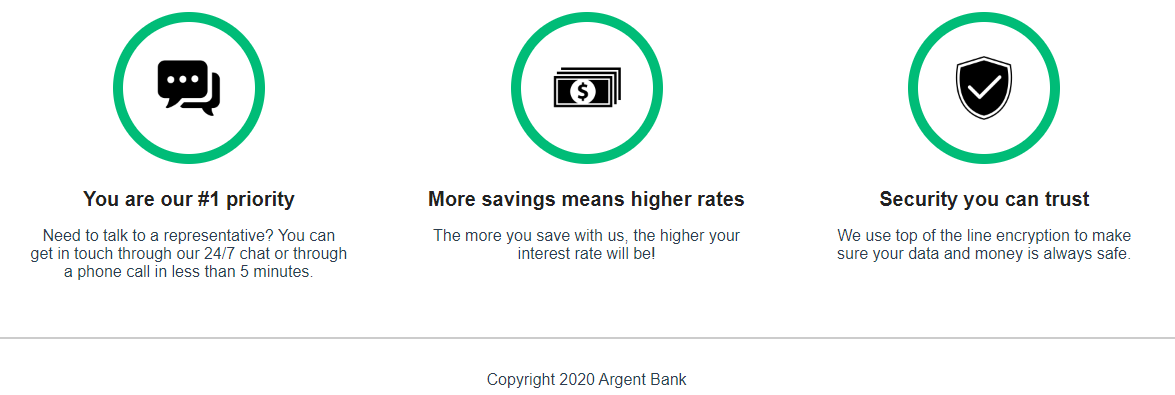 You are our #1 priority
Need to talk to a representative? You can
get in touch through our 24/7 chat or through
a phone call in less than 5 minutes.
$
More savings means higher rates
The more you save with us, the higher your
interest rate will be!
Security you can trust
We use top of the line encryption to make
sure your data and money is always safe.
Copyright 2020 Argent Bank